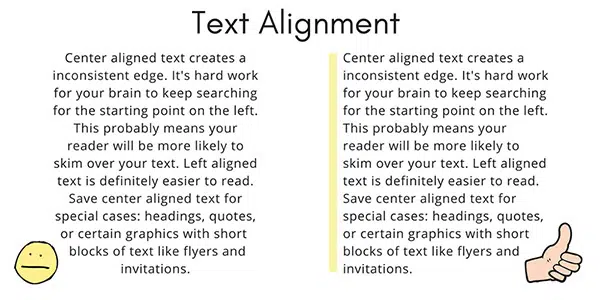 Text Alignment
Center aligned text creates a
inconsistent edge. It's hard work
for your brain to keep searching
for the starting point on the left.
This probably means your
reader will be more likely to
skim over your text. Left aligned
text is definitely easier to read.
Save center aligned text for
special cases: headings, quotes,
or certain graphics with short
blocks of text like flyers and
invitations.
Center aligned text creates a
inconsistent edge. It's hard work
for your brain to keep searching
for the starting point on the left.
This probably means your
reader will be more likely to
skim over your text. Left aligned
text is definitely easier to read.
Save center aligned text for
special cases: headings, quotes,
or certain graphics with short
blocks of text like flyers and
invitations.